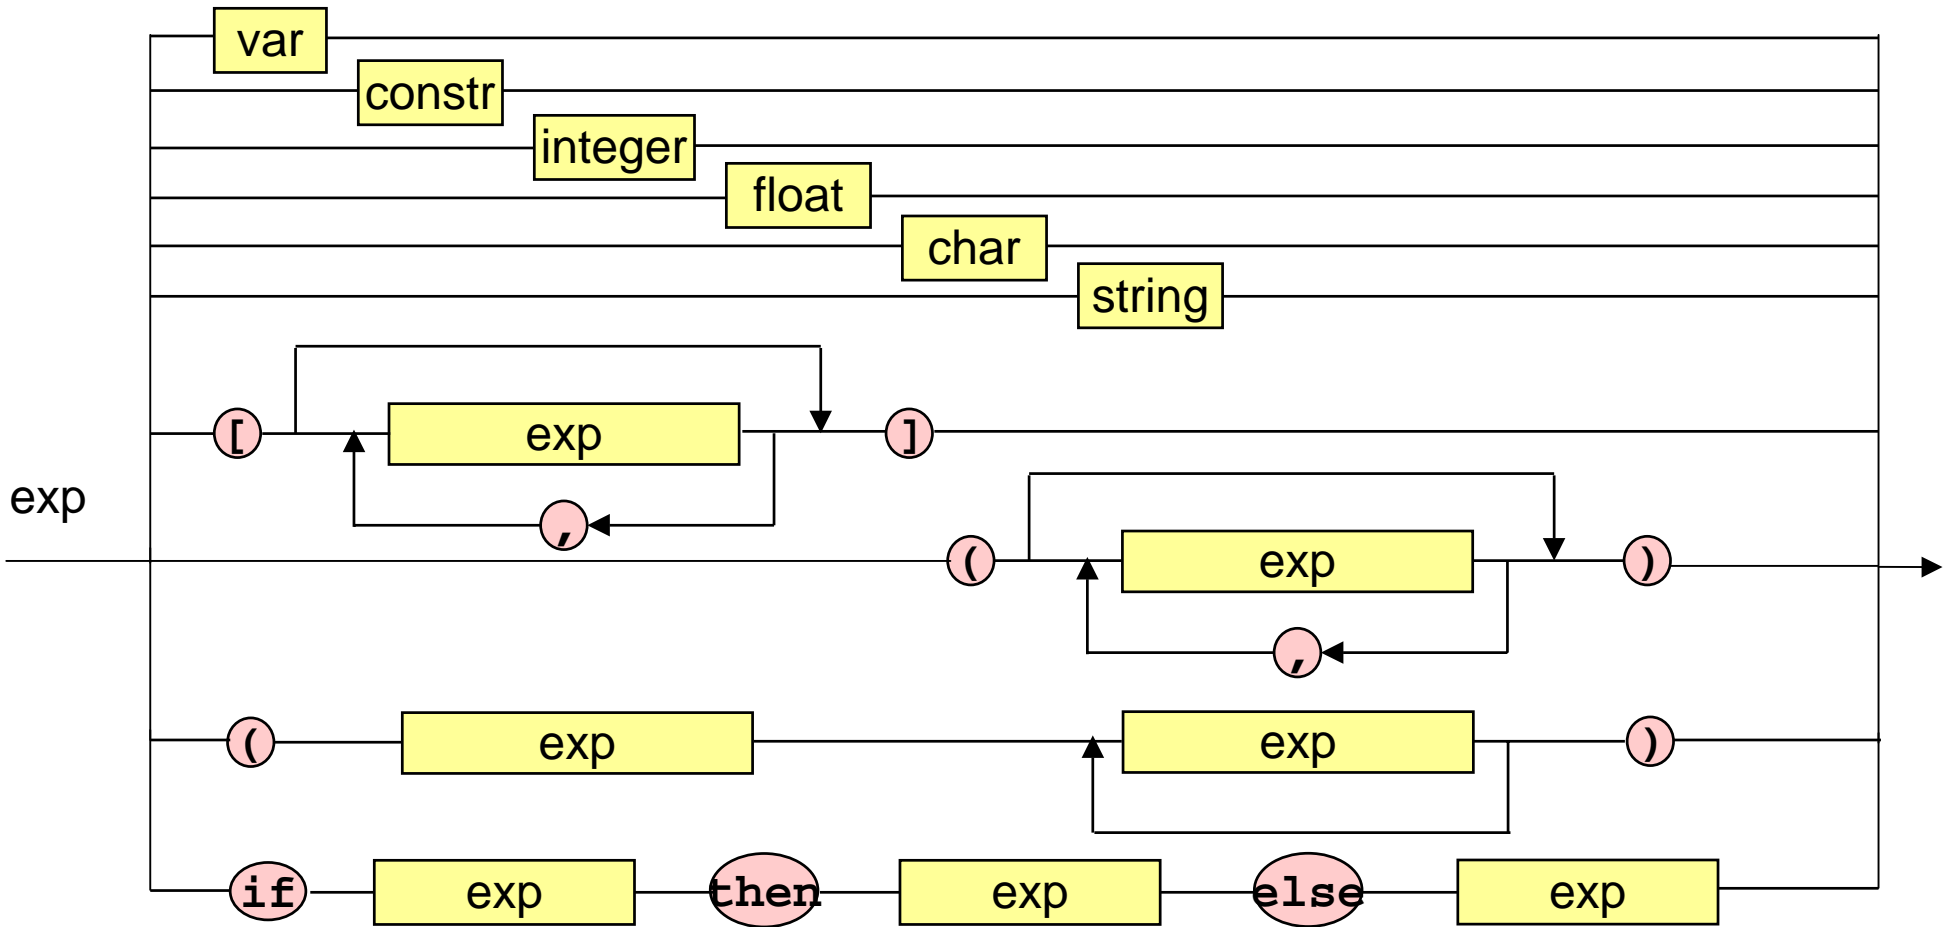 var
constr
integer
float
char
string
[ exp ]
exp
,
( exp )
,
( exp exp )
if exp then exp else exp